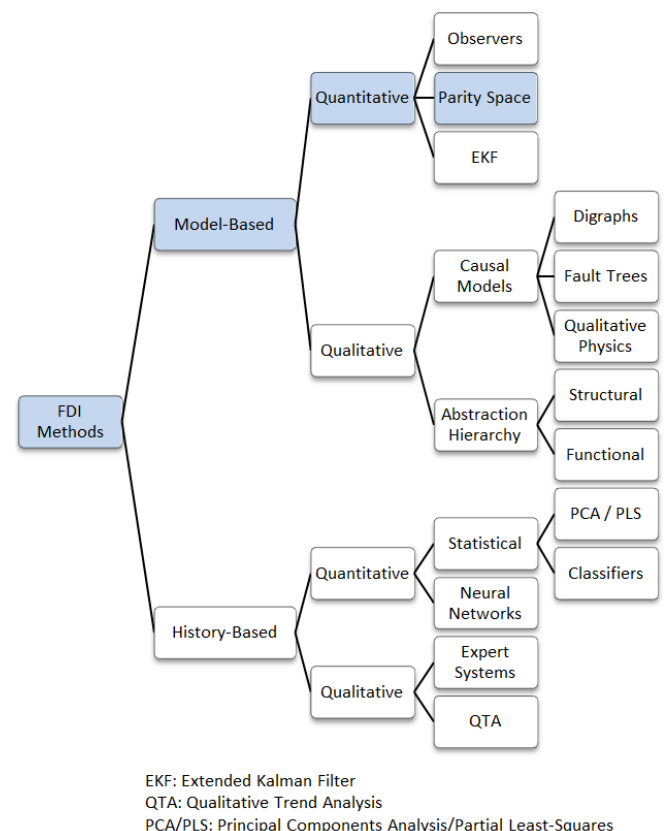 Observers
Quantitative
Parity Space
EKF
Model-Based
Digraphs
Causal
Models
Fault Trees
Qualitative
Physics
Qualitative
Structural
Abstraction
Hierarchy
Functional
FDI
Methods
PCA / PLS
Statistical
Classifiers
Quantitative
Neural
Networks
History-Based
Expert
Systems
Qualitative
QTA
EKF: Extended Kalman Filter
QTA: Qualitative Trend Analysis
PCA/PLS: Principal Components Analysis/Partial Least-Squares